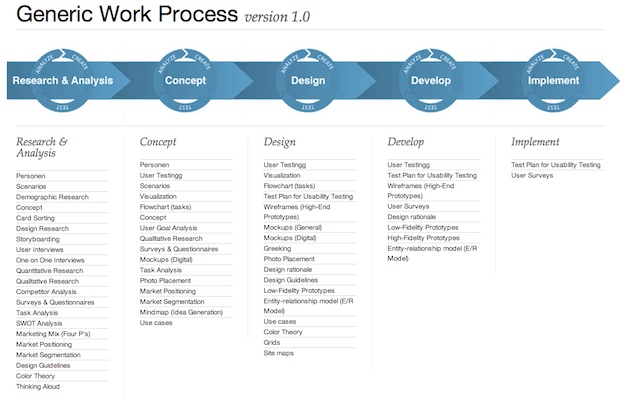 Generic Work Process version 1.0
ANALYZE CREATE TEST
ANALYZE CREATE TEST
ANALYZE CREATE TEST
ANALYZE CREATE TEST
ANALYZE CREATE TEST
Research & Analysis
Concept
Design
Develop
Implement
Research &
Analysis
Personen
Scenarios
Demographic Research
Concept
Card Sorting
Design Research
Storyboarding
User Interviews
One on One Interviews
Quantitative Research
Qualitative Research
Competitor Analysis
Surveys & Questionnaires
Task Analysis
SWOT Analysis
Marketing Mix (Four P's)
Market Positioning
Market Segmentation
Design Guidelines
Color Theory
Thinking Aloud
Concept
Personen
User Testingg
Scenarios
Visualization
Flowchart (tasks)
Concept
User Goal Analysis
Qualitative Research
Surveys & Questionnaires
Mockups (Digital)
Task Analysis
Photo Placement
Market Positioning
Market Segmentation
Mindmap (Idea Generation)
Use cases
Design
User Testingg
Visualization
Flowchart (tasks)
Test Plan for Usability Testing
Wireframes (High-End
Prototypes)
Mockups (General)
Mockups (Digital)
Greeking
Photo Placement
Design rationale
Design Guidelines
Low-Fidelity Prototypes
Entity-relationship model (E/R
Model)
Use cases
Color Theory
Grids
Site maps
Develop
User Testingg
Test Plan for Usability Testing
Wireframes (High-End
Prototypes)
User Surveys
Design rationale
Low-Fidelity Prototypes
High-Fidelity Prototypes
Entity-relationship model (E/R
Model)
Implement
Test Plan for Usability Testing
User Surveys